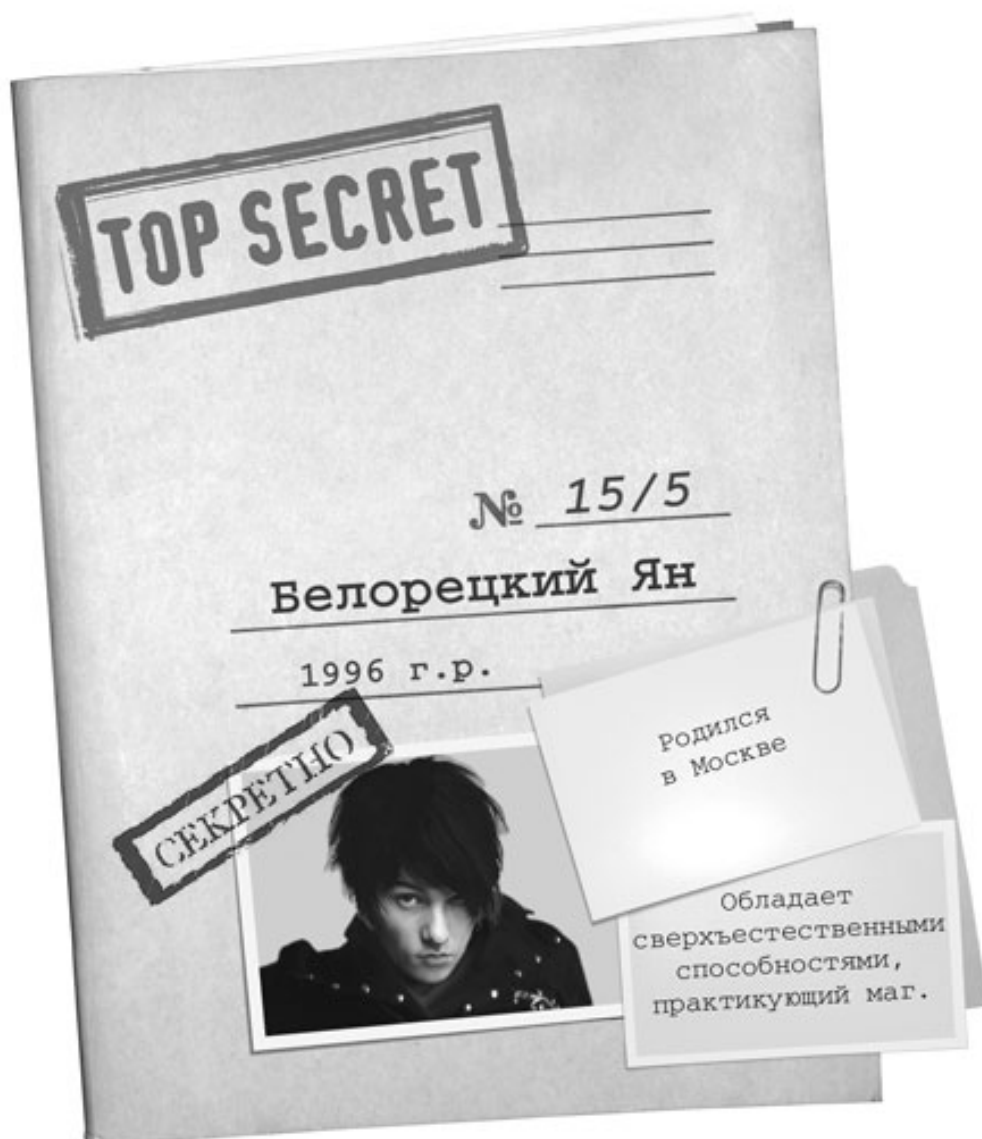 TOP SECRET
№ 15/5
Белорецкий Ян
1996 г.р.
СЕКРЕТНО
Родился
в Москве
Обладает
сверхъестественными
способностями,
практикующий маг.